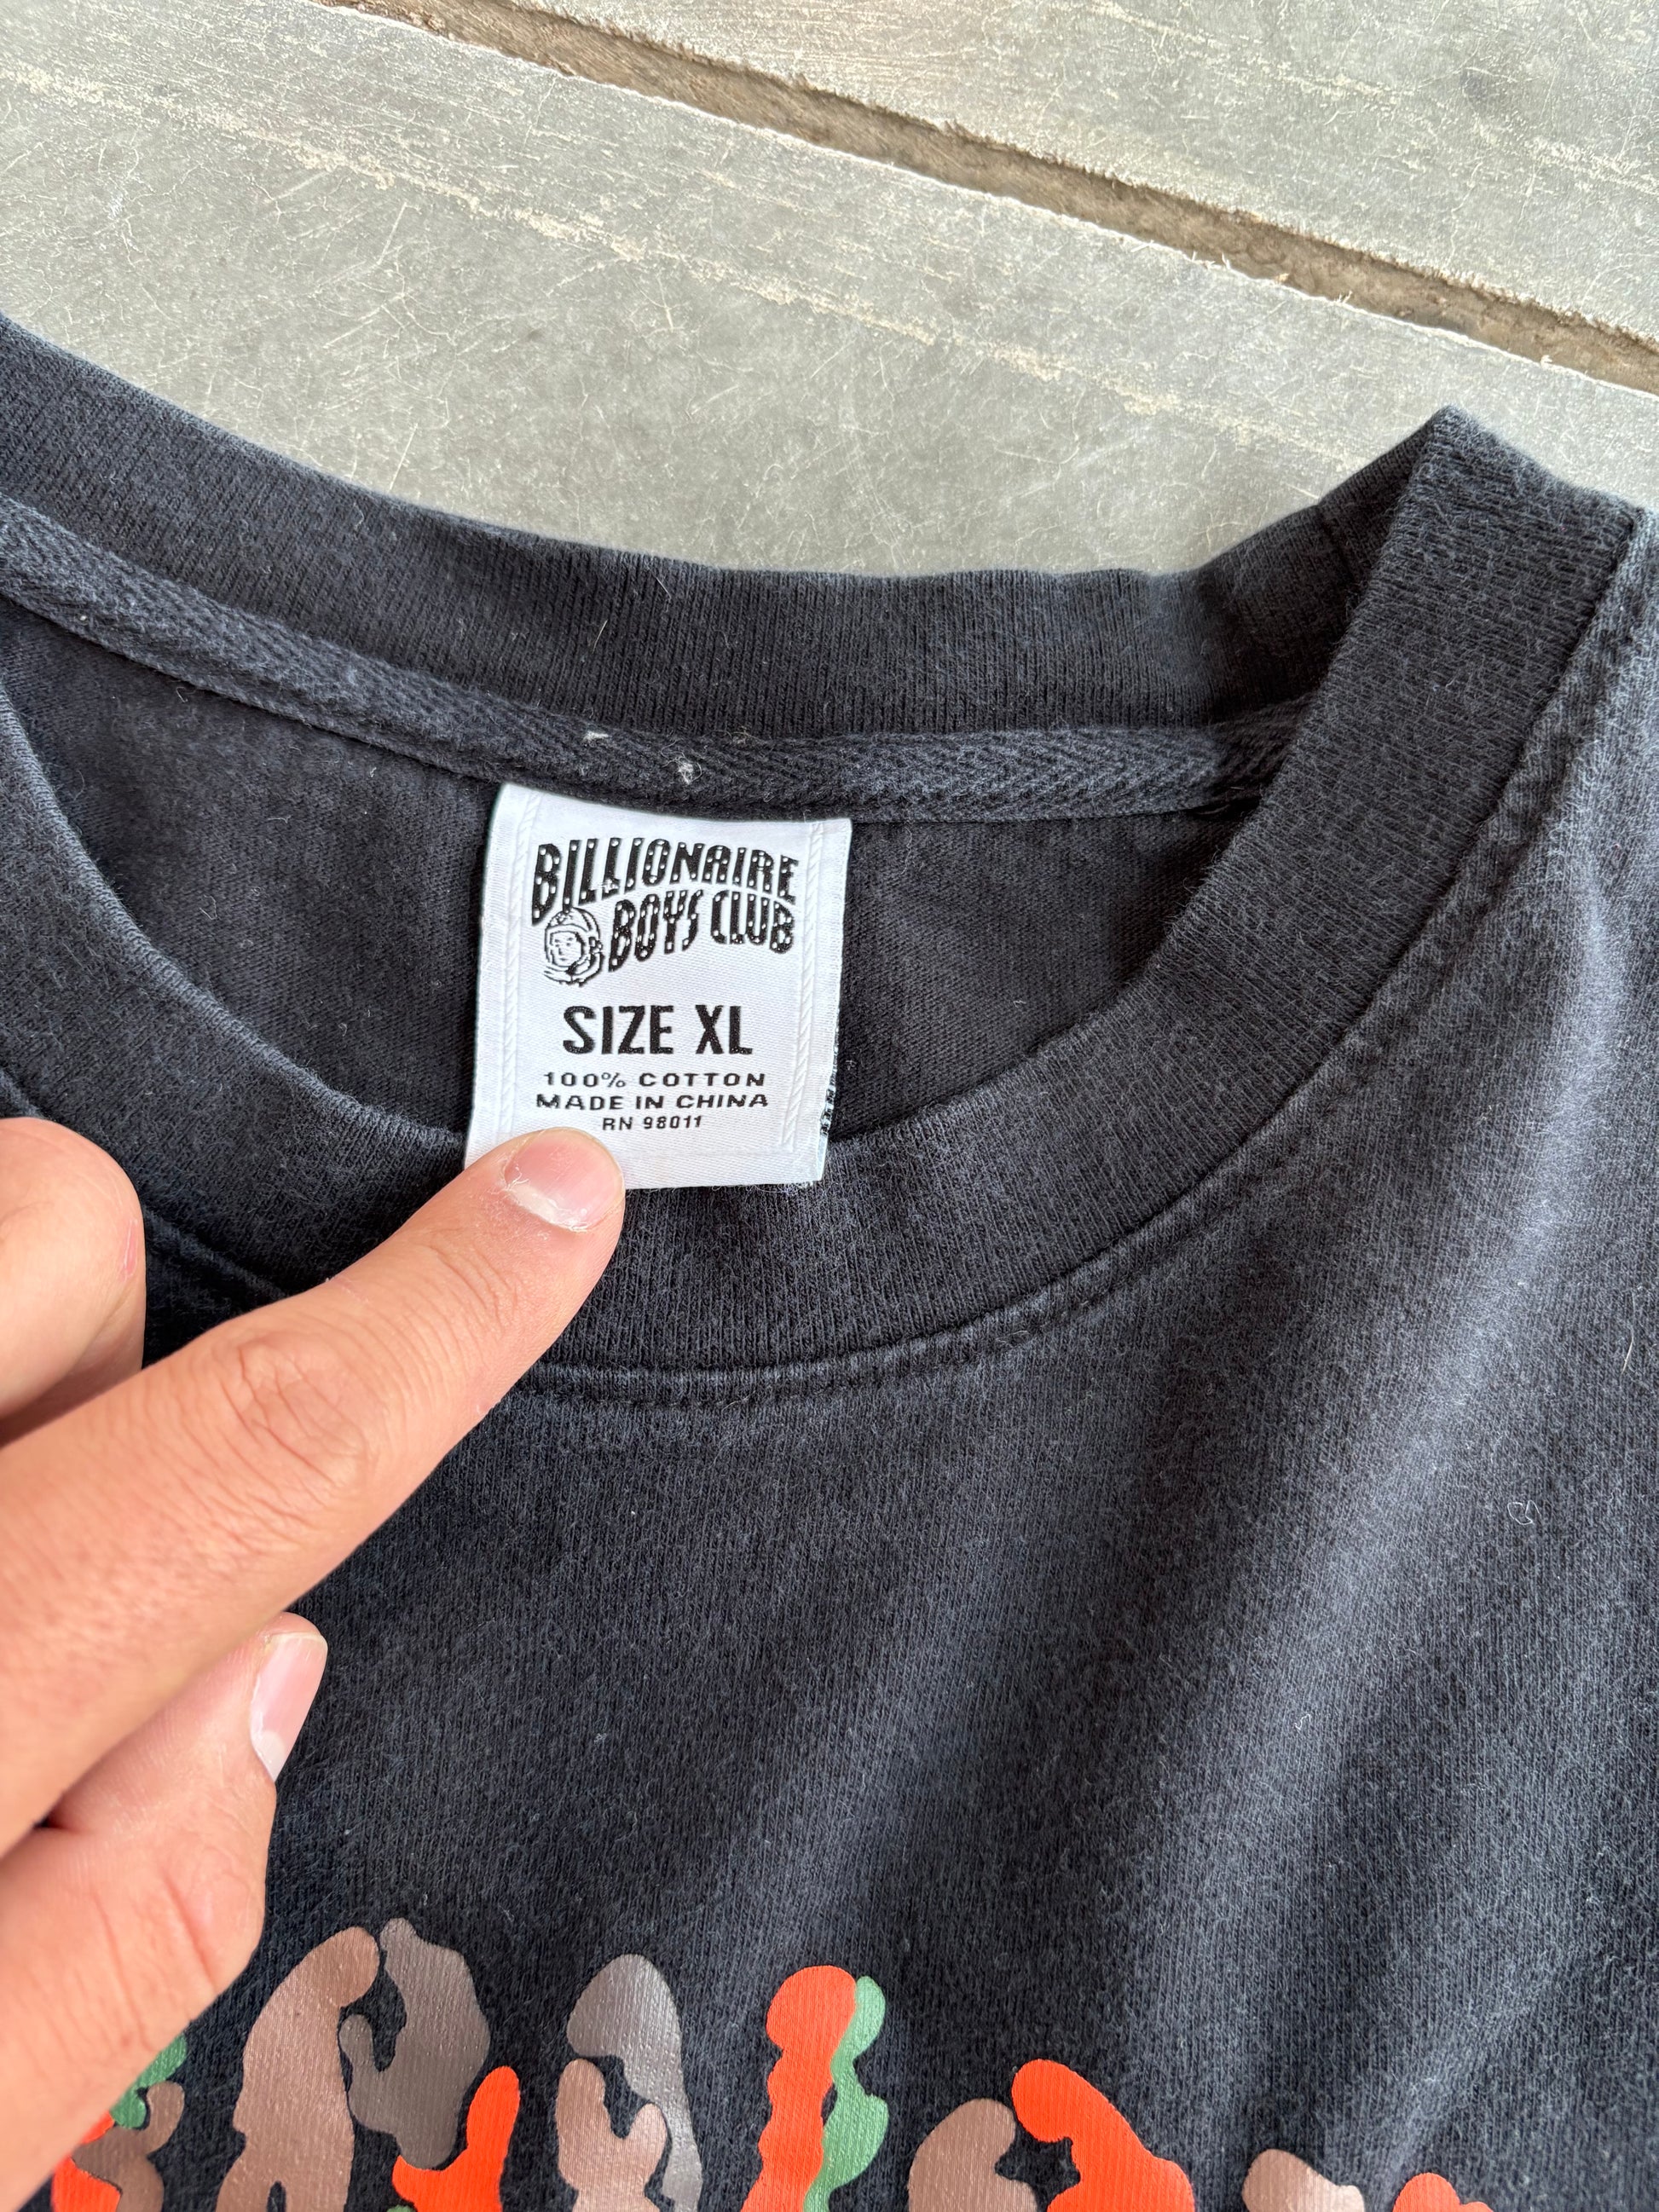 BILLIONAIRE
BOYS CLUB
SIZE XL
100% COTTON
MADE IN CHINA
RN 98011